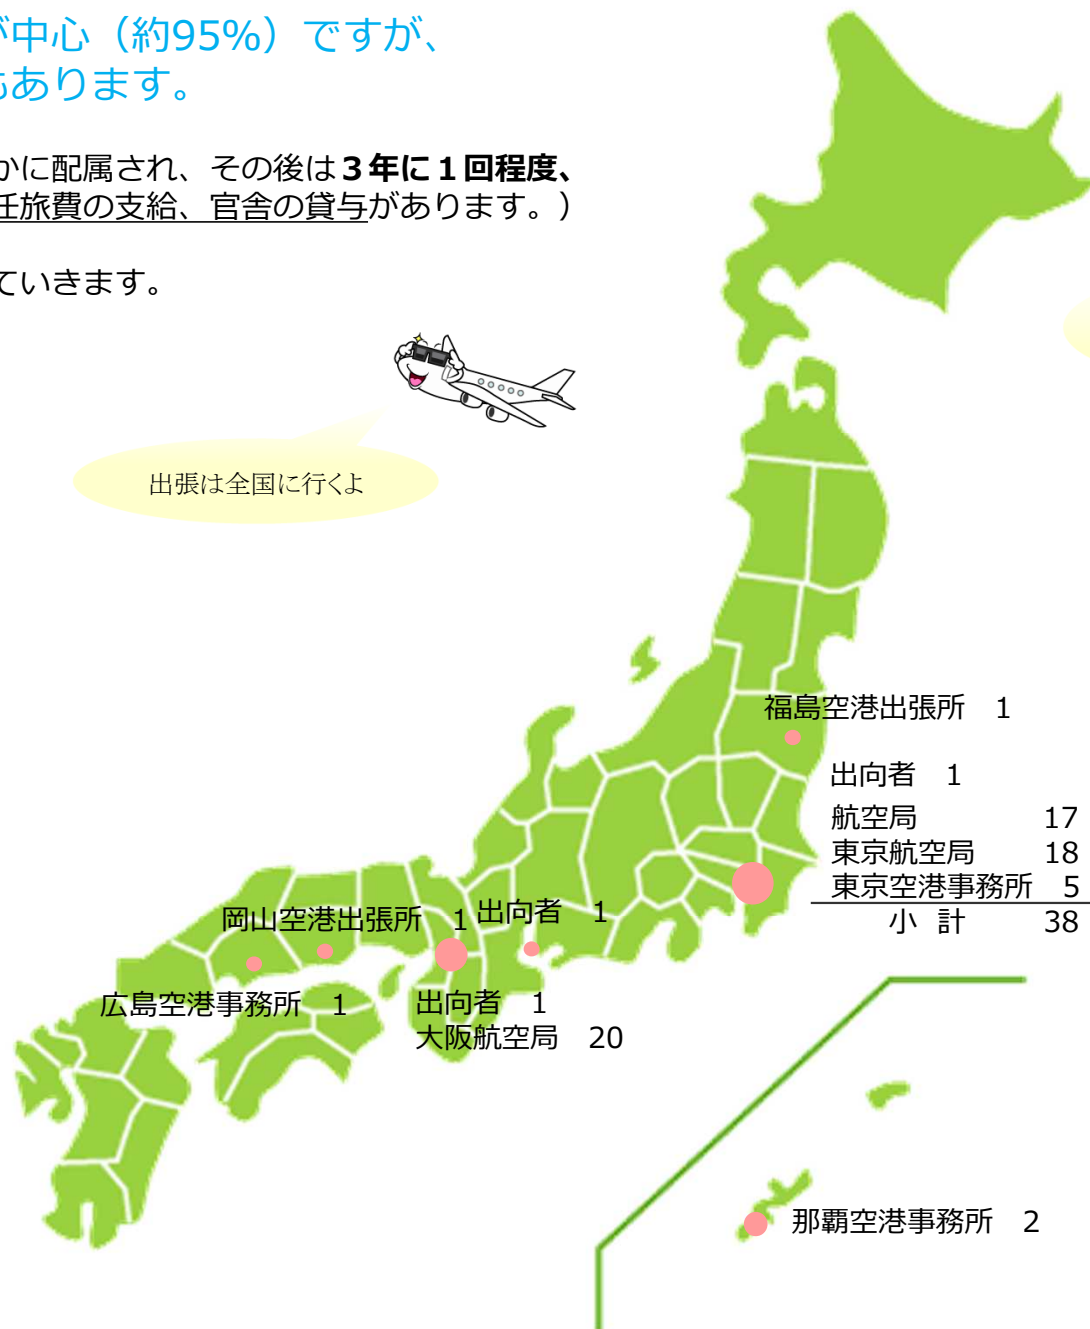 が中心（約95%）ですが、
もあります。
かに配属され、その後は３年に１回程度、
任旅費の支給、官舎の貸与があります。）
ていきます。
出張は全国に行くよ
福島空港出張所　1
出向者　1
航空局　17
東京航空局　18
東京空港事務所　5
小 計　38
岡山空港出張所　1
出向者　1
広島空港事務所　1
出向者　1
大阪航空局　20
那覇空港事務所　2